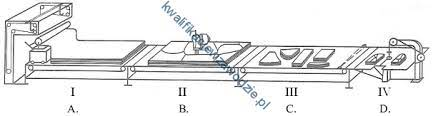 kwalifikacjewzawodzie.pl
I II III IV
A. B. C. D.